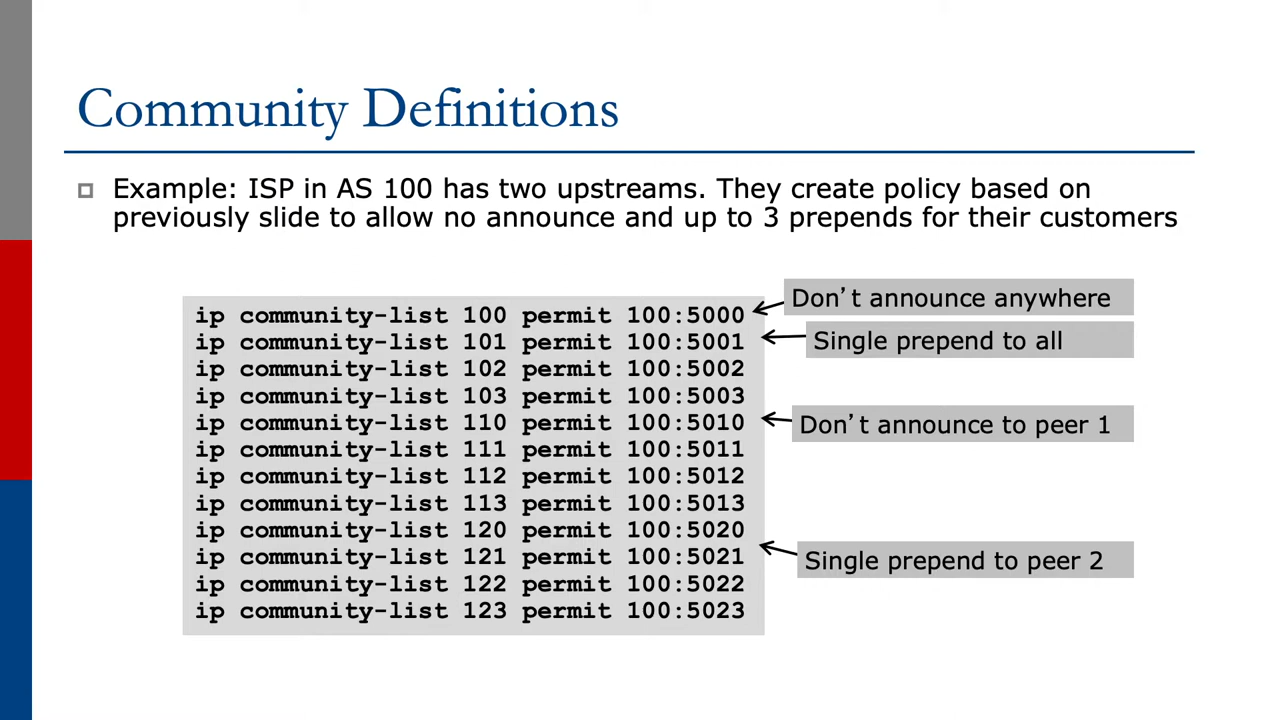 Community Definitions
Example: ISP in AS 100 has two upstreams. They create policy based on
previously slide to allow no announce and up to 3 prepends for their customers
ip community-list 100 permit 100:5000
Don't announce anywhere
ip community-list 101 permit 100:5001
Single prepend to all
ip community-list 102 permit 100:5002
ip community-list 103 permit 100:5003
ip community-list 110 permit 100:5010
Don't announce to peer 1
ip community-list 111 permit 100:5011
ip community-list 112 permit 100:5012
ip community-list 113 permit 100:5013
ip community-list 120 permit 100:5020
ip community-list 121 permit 100:5021
Single prepend to peer 2
ip community-list 122 permit 100:5022
ip community-list 123 permit 100:5023